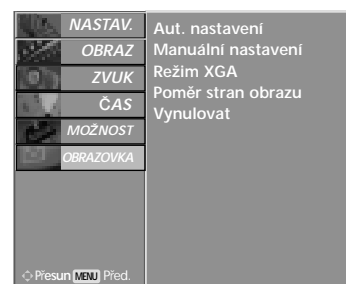 NASTAV.
OBRAZ
ZVUK
ČAS
MOŽNOST
OBRAZOVKA
Aut. nastavení
Manuální nastavení
Režim XGA
Poměr stran obrazu
Vynulovat
Přesun MENU Před.